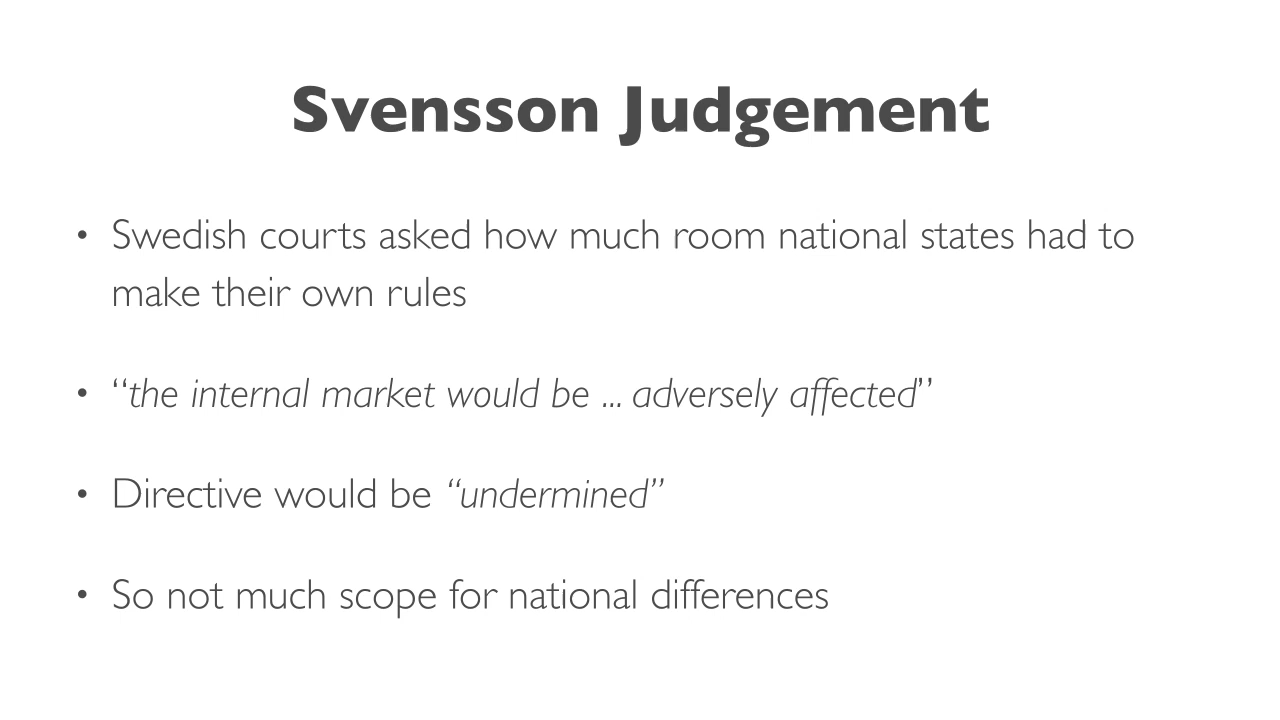 Svensson Judgement
• Swedish courts asked how much room national states had to
make their own rules
• “the internal market would be ... adversely affected”
• Directive would be “undermined”
• So not much scope for national differences